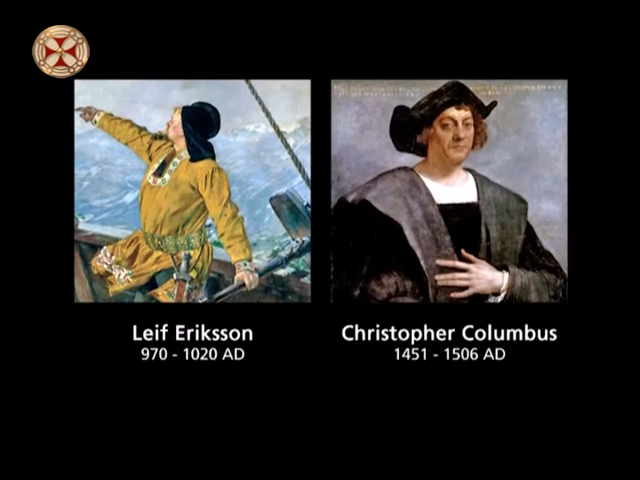 Leif Eriksson
970 - 1020 AD
Christopher Columbus
1451 - 1506 AD